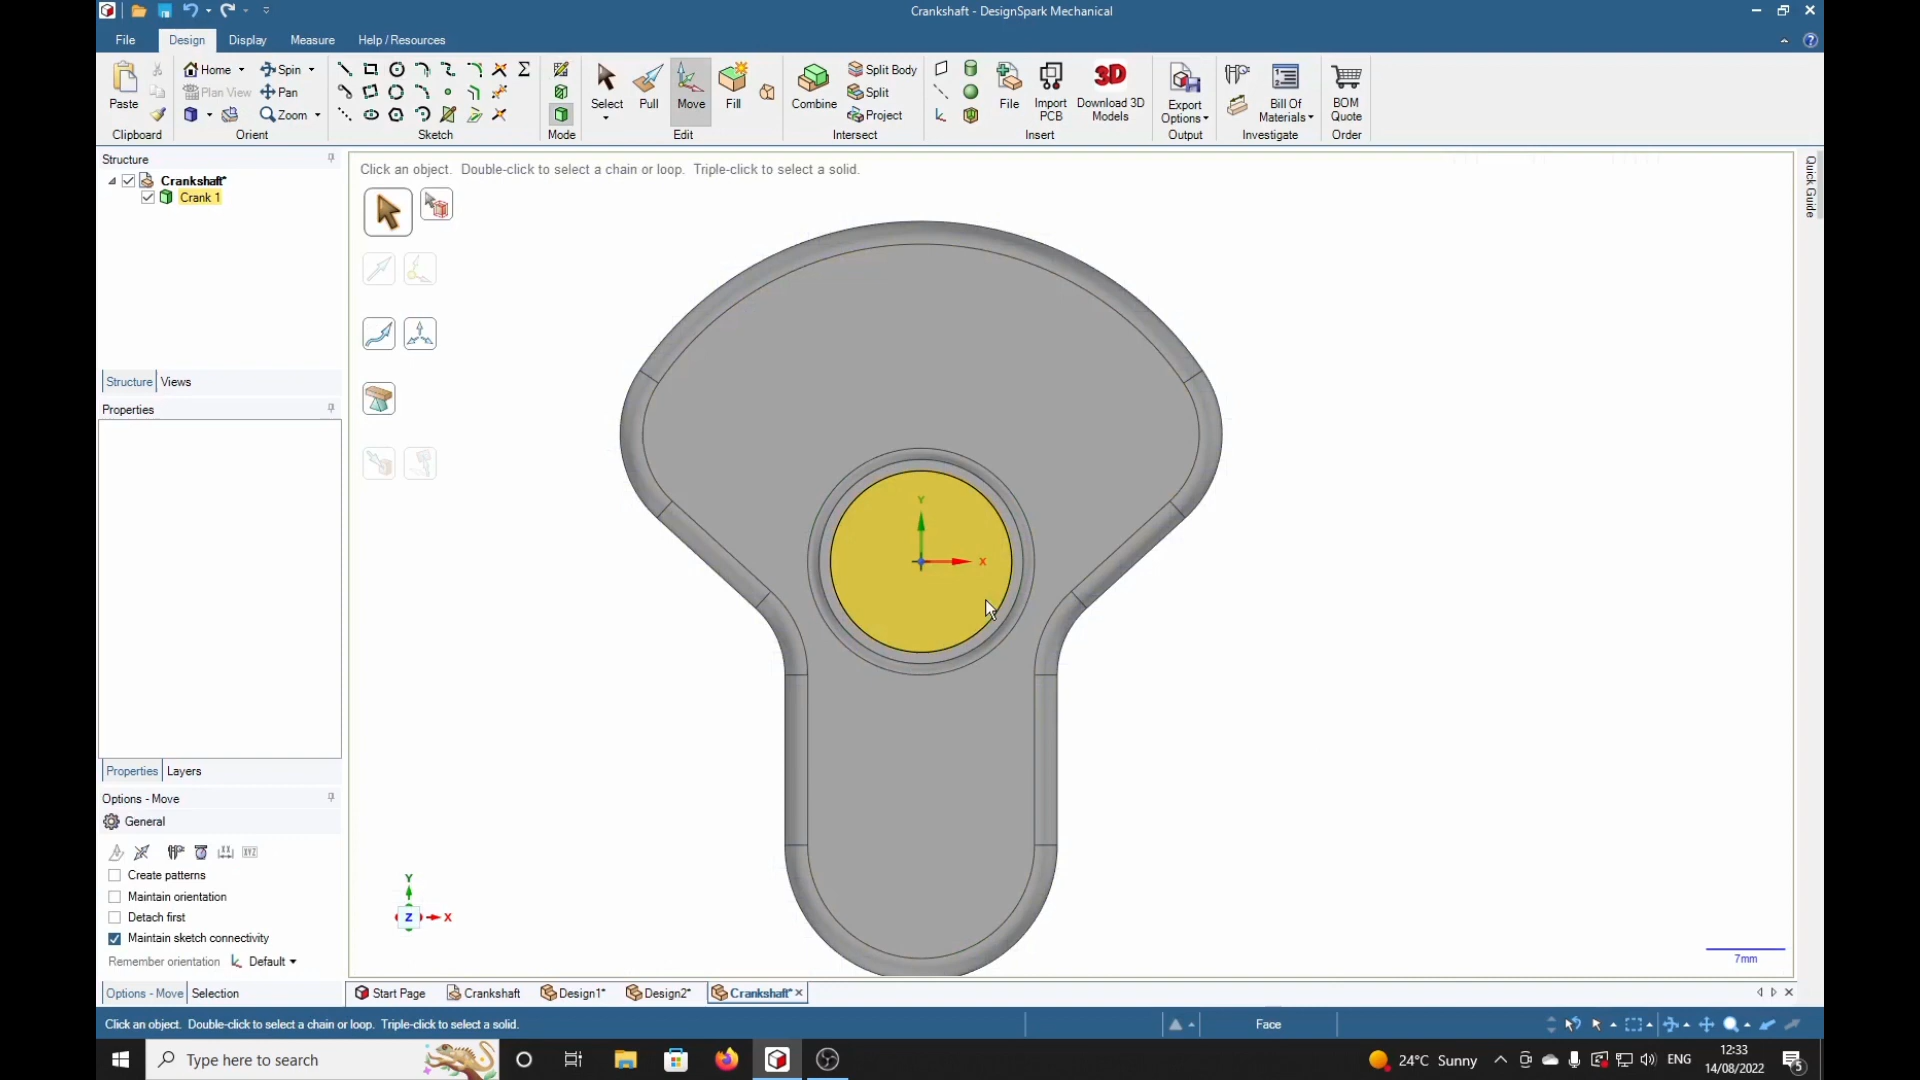 Crankshaft - DesignSpark Mechanical
File Design Display Measure Help / Resources
Paste
Clipboard
Home Spin
Plan View Pan
Zoom
Orient
Sketch
Mode
Select Pull Move Fill
Edit
Combine
Split Body
Split
Project
Intersect
File Import PCB Download 3D Models
3D
Insert
Export Options
Output
Bill Of Materials
Investigate
BOM Quote
Order
Structure
Crankshaft*
Crank 1
Structure Views
Properties
Properties Layers
Options - Move
General
XYZ
Create patterns
Maintain orientation
Detach first
Maintain sketch connectivity
Remember orientation Default
Options - Move Selection
Click an object. Double-click to select a chain or loop. Triple-click to select a solid.
Quick Guide
Y
X
Y
Z X
7mm
Start Page Crankshaft Design1* Design2* Crankshaft*
Click an object. Double-click to select a chain or loop. Triple-click to select a solid.
Face
Type here to search
24°C Sunny
ENG
12:33
14/08/2022
5